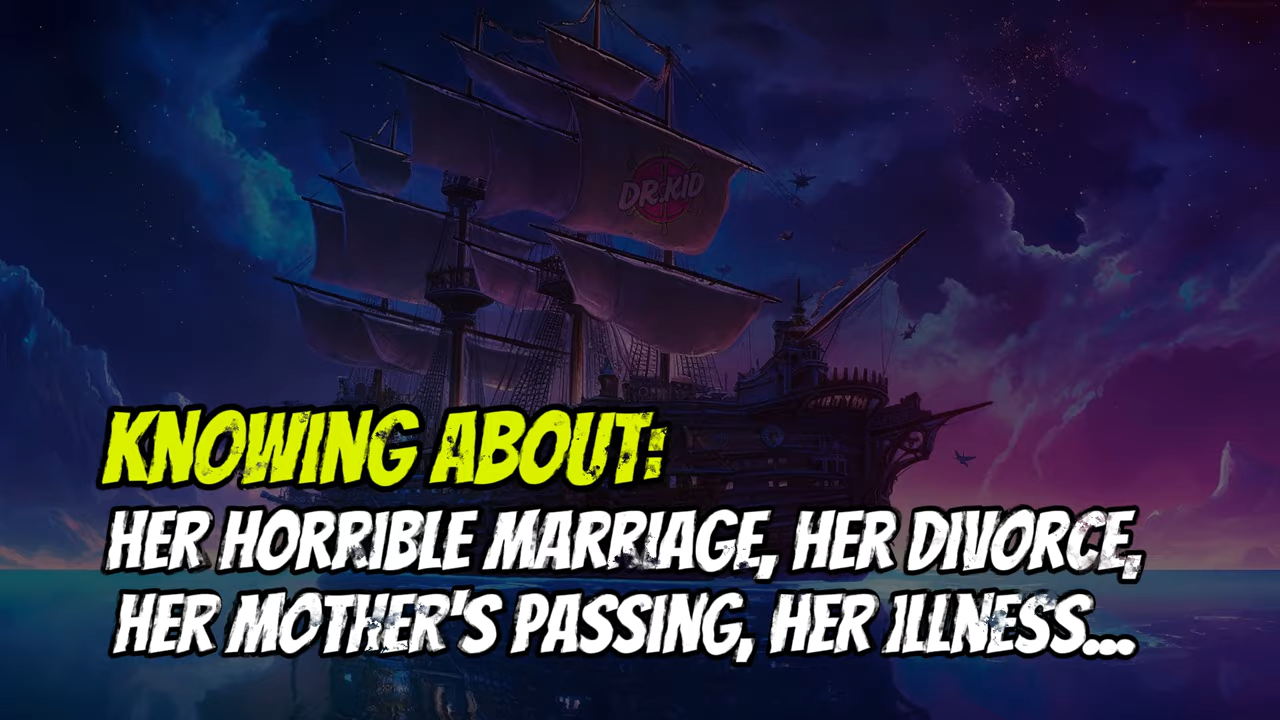 DR.KID
KNOWING ABOUT:
HER HORRIBLE MARRIAGE, HER DIVORCE,
HER MOTHER'S PASSING, HER ILLNESS...